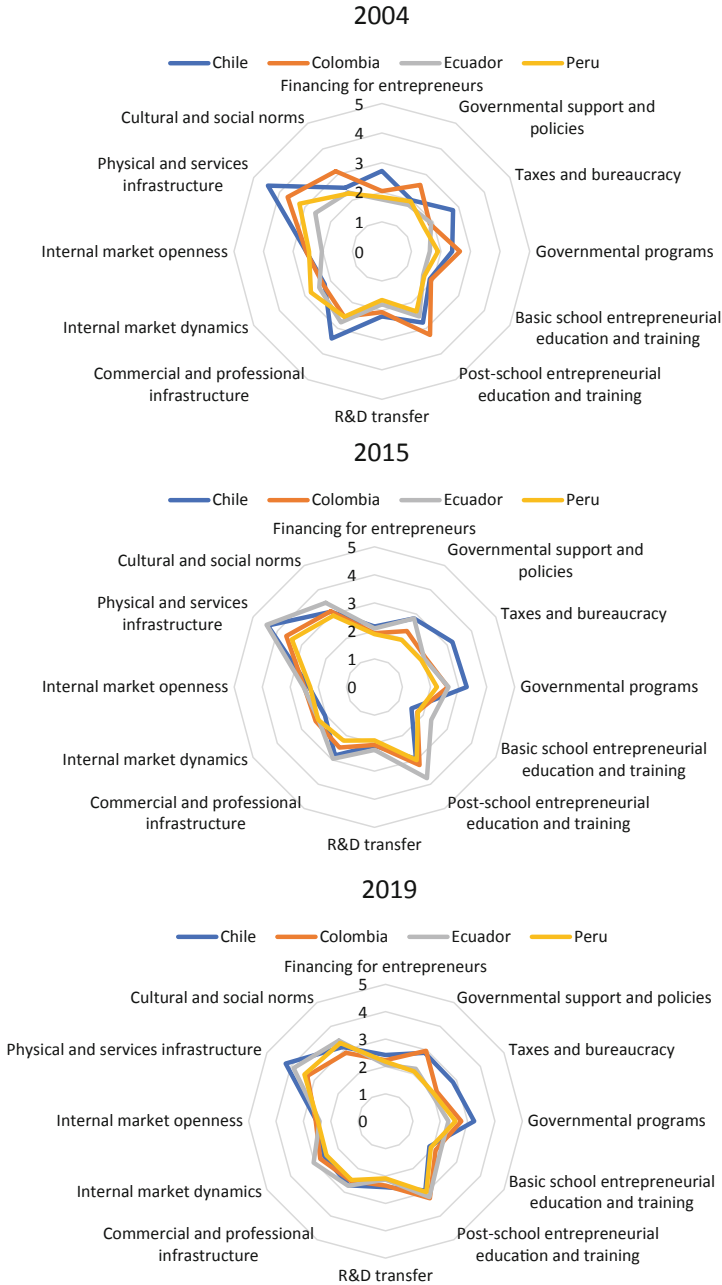 2004
Chile Colombia Ecuador Peru
Financing for entrepreneurs
5
4
3
2
1
0
Governmental support and
policies
Taxes and bureaucracy
Governmental programs
Basic school entrepreneurial
education and training
Post-school entrepreneurial
education and training
R&D transfer
Commercial and professional
infrastructure
Internal market dynamics
Internal market openness
Physical and services
infrastructure
Cultural and social norms
2015
Chile Colombia Ecuador Peru
Financing for entrepreneurs
5
4
3
2
1
0
Governmental support and
policies
Taxes and bureaucracy
Governmental programs
Basic school entrepreneurial
education and training
Post-school entrepreneurial
education and training
R&D transfer
Commercial and professional
infrastructure
Internal market dynamics
Internal market openness
Physical and services
infrastructure
Cultural and social norms
2019
Chile Colombia Ecuador Peru
Financing for entrepreneurs
5
4
3
2
1
0
Governmental support and policies
Taxes and bureaucracy
Governmental programs
Basic school entrepreneurial
education and training
Post-school entrepreneurial
education and training
R&D transfer
Commercial and professional
infrastructure
Internal market dynamics
Internal market openness
Physical and services infrastructure
Cultural and social norms